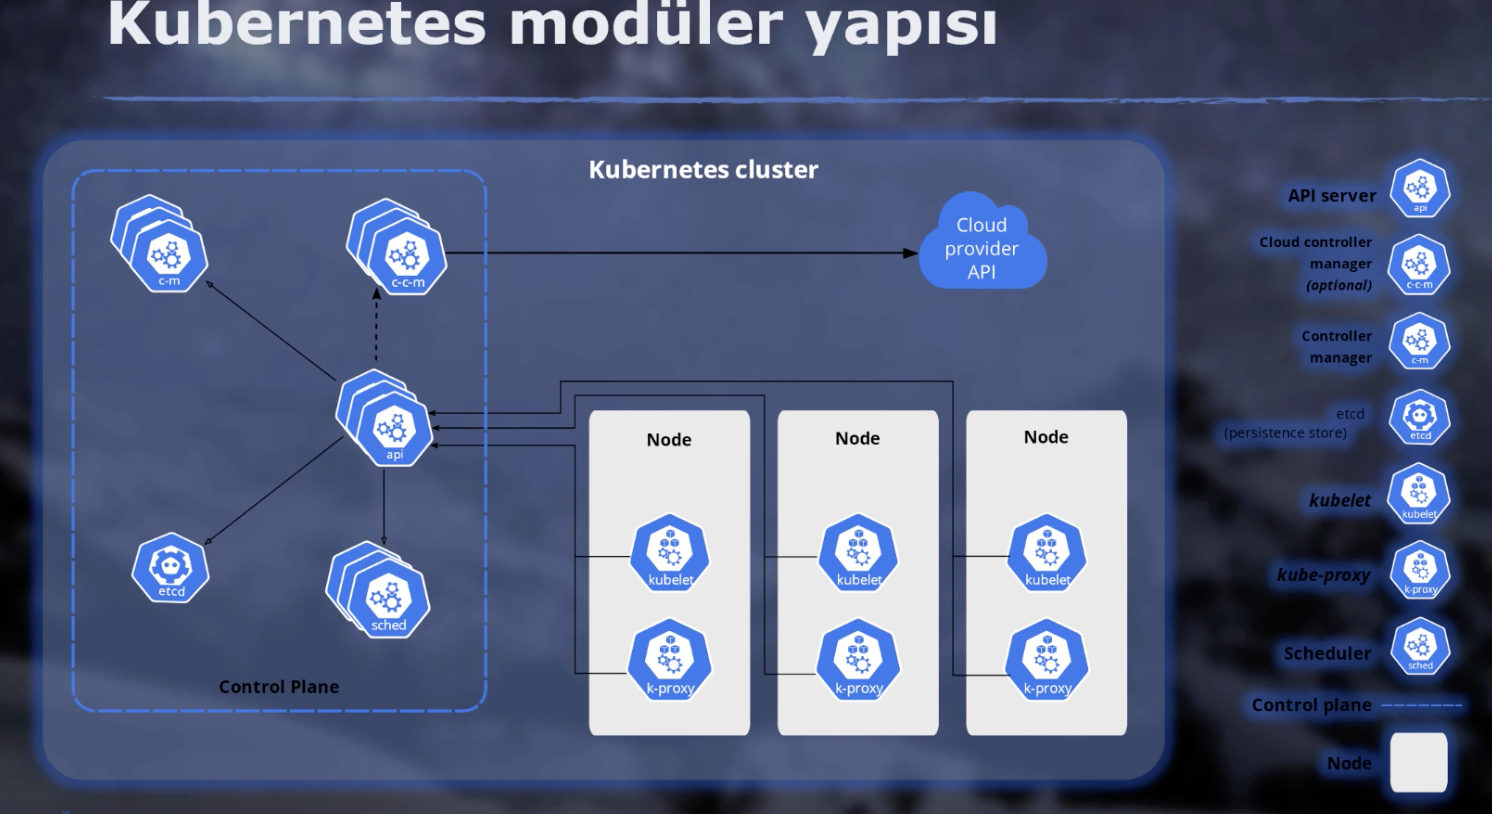 Kubernetes modüler yapısı
Kubernetes cluster
c-m
c-c-m
Cloud
provider
API
api
etcd
sched
Control Plane
Node
kubelet
k-proxy
Node
kubelet
k-proxy
Node
kubelet
k-proxy
API server
api
Cloud controller
manager
(optional)
c-c-m
Controller
manager
c-m
etcd
(persistence store)
etcd
kubelet
kubelet
kube-proxy
k-proxy
Scheduler
sched
Control plane
Node